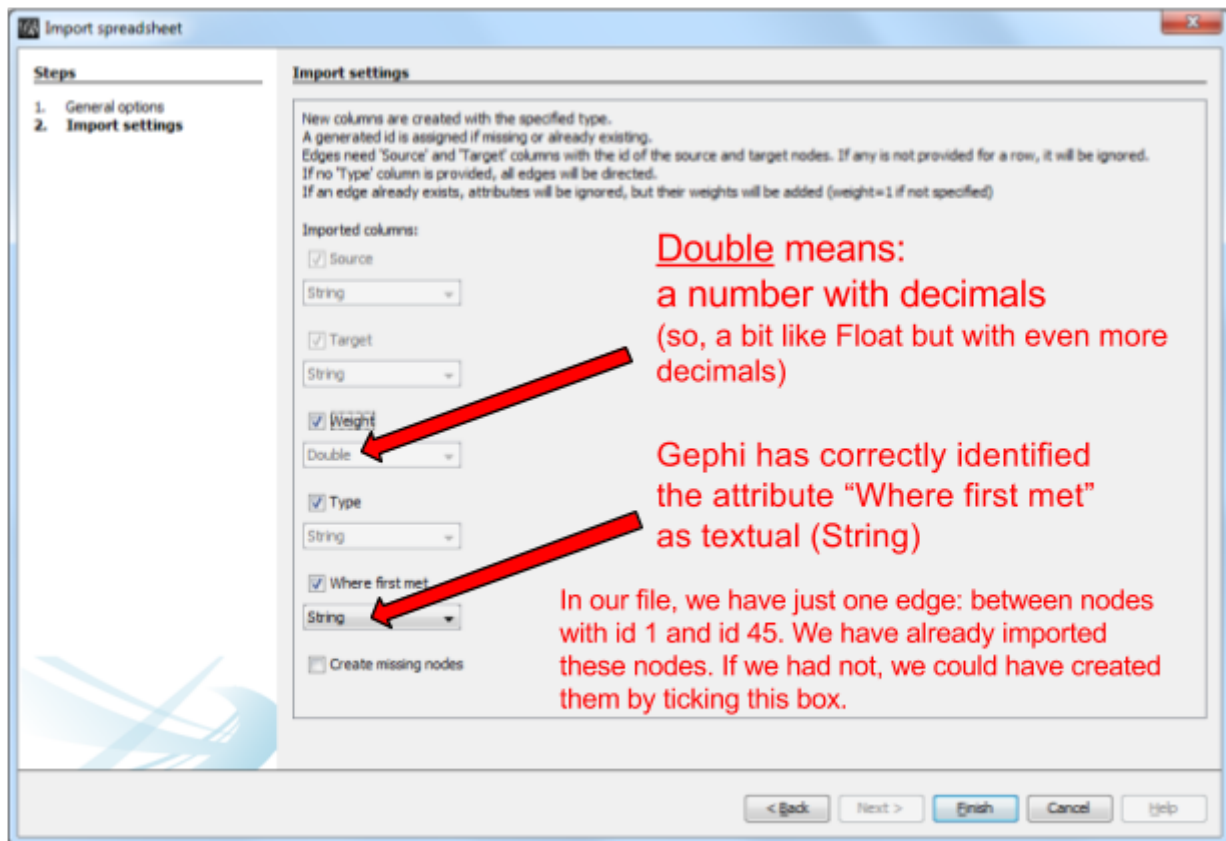 Import spreadsheet
Steps
1. General options
2. Import settings
Import settings
New columns are created with the specified type.
A generated id is assigned if missing or already existing.
Edges need 'Source' and 'Target' columns with the id of the source and target nodes. If any is not provided for a row, it will be ignored.
If no 'Type' column is provided, all edges will be directed.
If an edge already exists, attributes will be ignored, but their weights will be added (weight=1 if not specified)
Imported columns:
Source
String
Target
String
Weight
Double
Type
String
Where first met
String
Create missing nodes
Double means:
a number with decimals
(so, a bit like Float but with even more
decimals)
Gephi has correctly identified
the attribute “Where first met”
as textual (String)
In our file, we have just one edge: between nodes
with id 1 and id 45. We have already imported
these nodes. If we had not, we could have created
them by ticking this box.
< Back
Next >
Finish
Cancel
Help